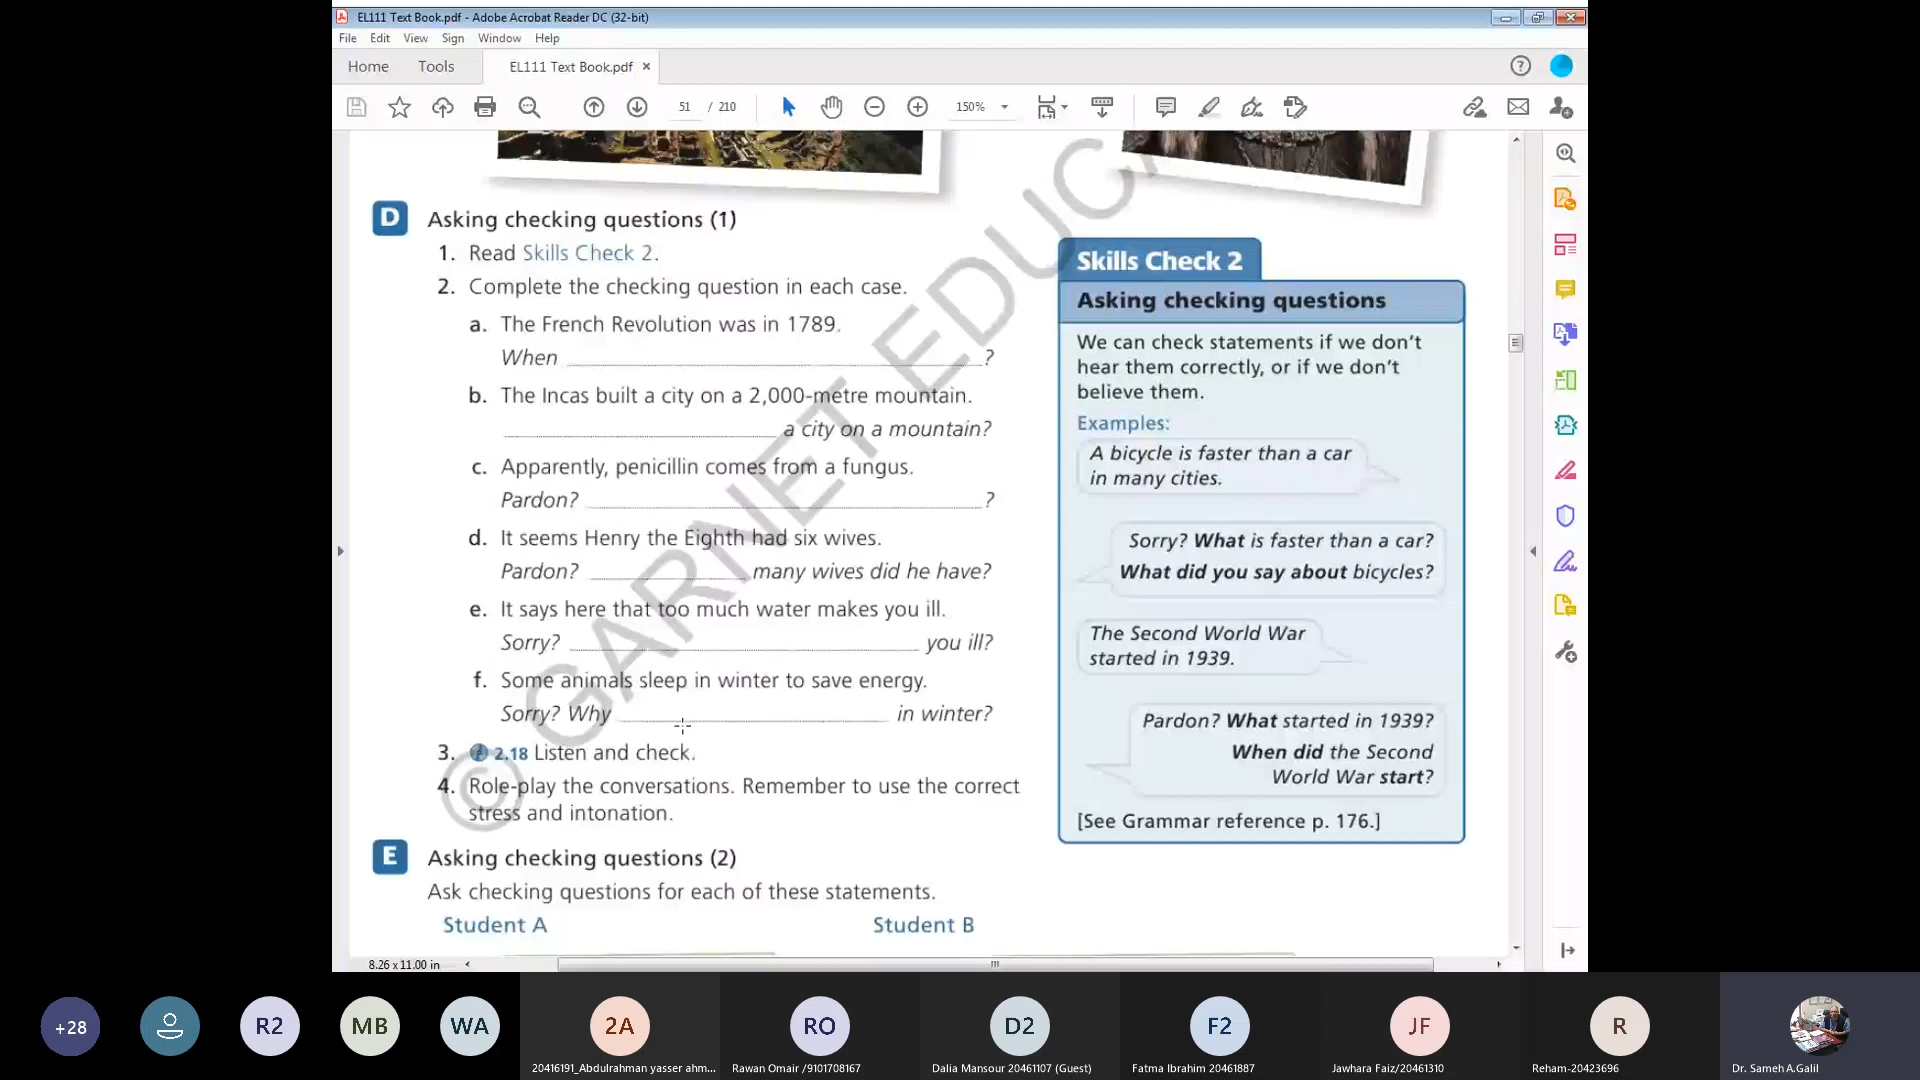 EL111 Text Book.pdf - Adobe Acrobat Reader DC (32-bit)
File Edit View Sign Window Help
Home Tools EL111 Text Book.pdf ×
51 / 210 150%
D Asking checking questions (1)
1. Read Skills Check 2.
2. Complete the checking question in each case.
a. The French Revolution was in 1789.
When ?
b. The Incas built a city on a 2,000-metre mountain.
a city on a mountain?
c. Apparently, penicillin comes from a fungus.
Pardon? ?
d. It seems Henry the Eighth had six wives.
Pardon? many wives did he have?
e. It says here that too much water makes you ill.
Sorry? you ill?
f. Some animals sleep in winter to save energy.
Sorry? Why in winter?
3. 2.18 Listen and check.
4. Role-play the conversations. Remember to use the correct
stress and intonation.
Skills Check 2
Asking checking questions
We can check statements if we don't
hear them correctly, or if we don't
believe them.
Examples:
A bicycle is faster than a car
in many cities.
Sorry? What is faster than a car?
What did you say about bicycles?
The Second World War
started in 1939.
Pardon? What started in 1939?
When did the Second
World War start?
[See Grammar reference p. 176.]
E Asking checking questions (2)
Ask checking questions for each of these statements.
Student A Student B
© GARNET EDUCA
8.26 x 11.00 in
+28 R2 MB WA 2A RO D2 F2 JF R
20416191_Abdulrahman yasser ahm... Rawan Omair /9101708167 Dalia Mansour 20461107 (Guest) Fatma Ibrahim 20461887 Jawhara Faiz/20461310 Reham-20423696 Dr. Sameh A.Galil